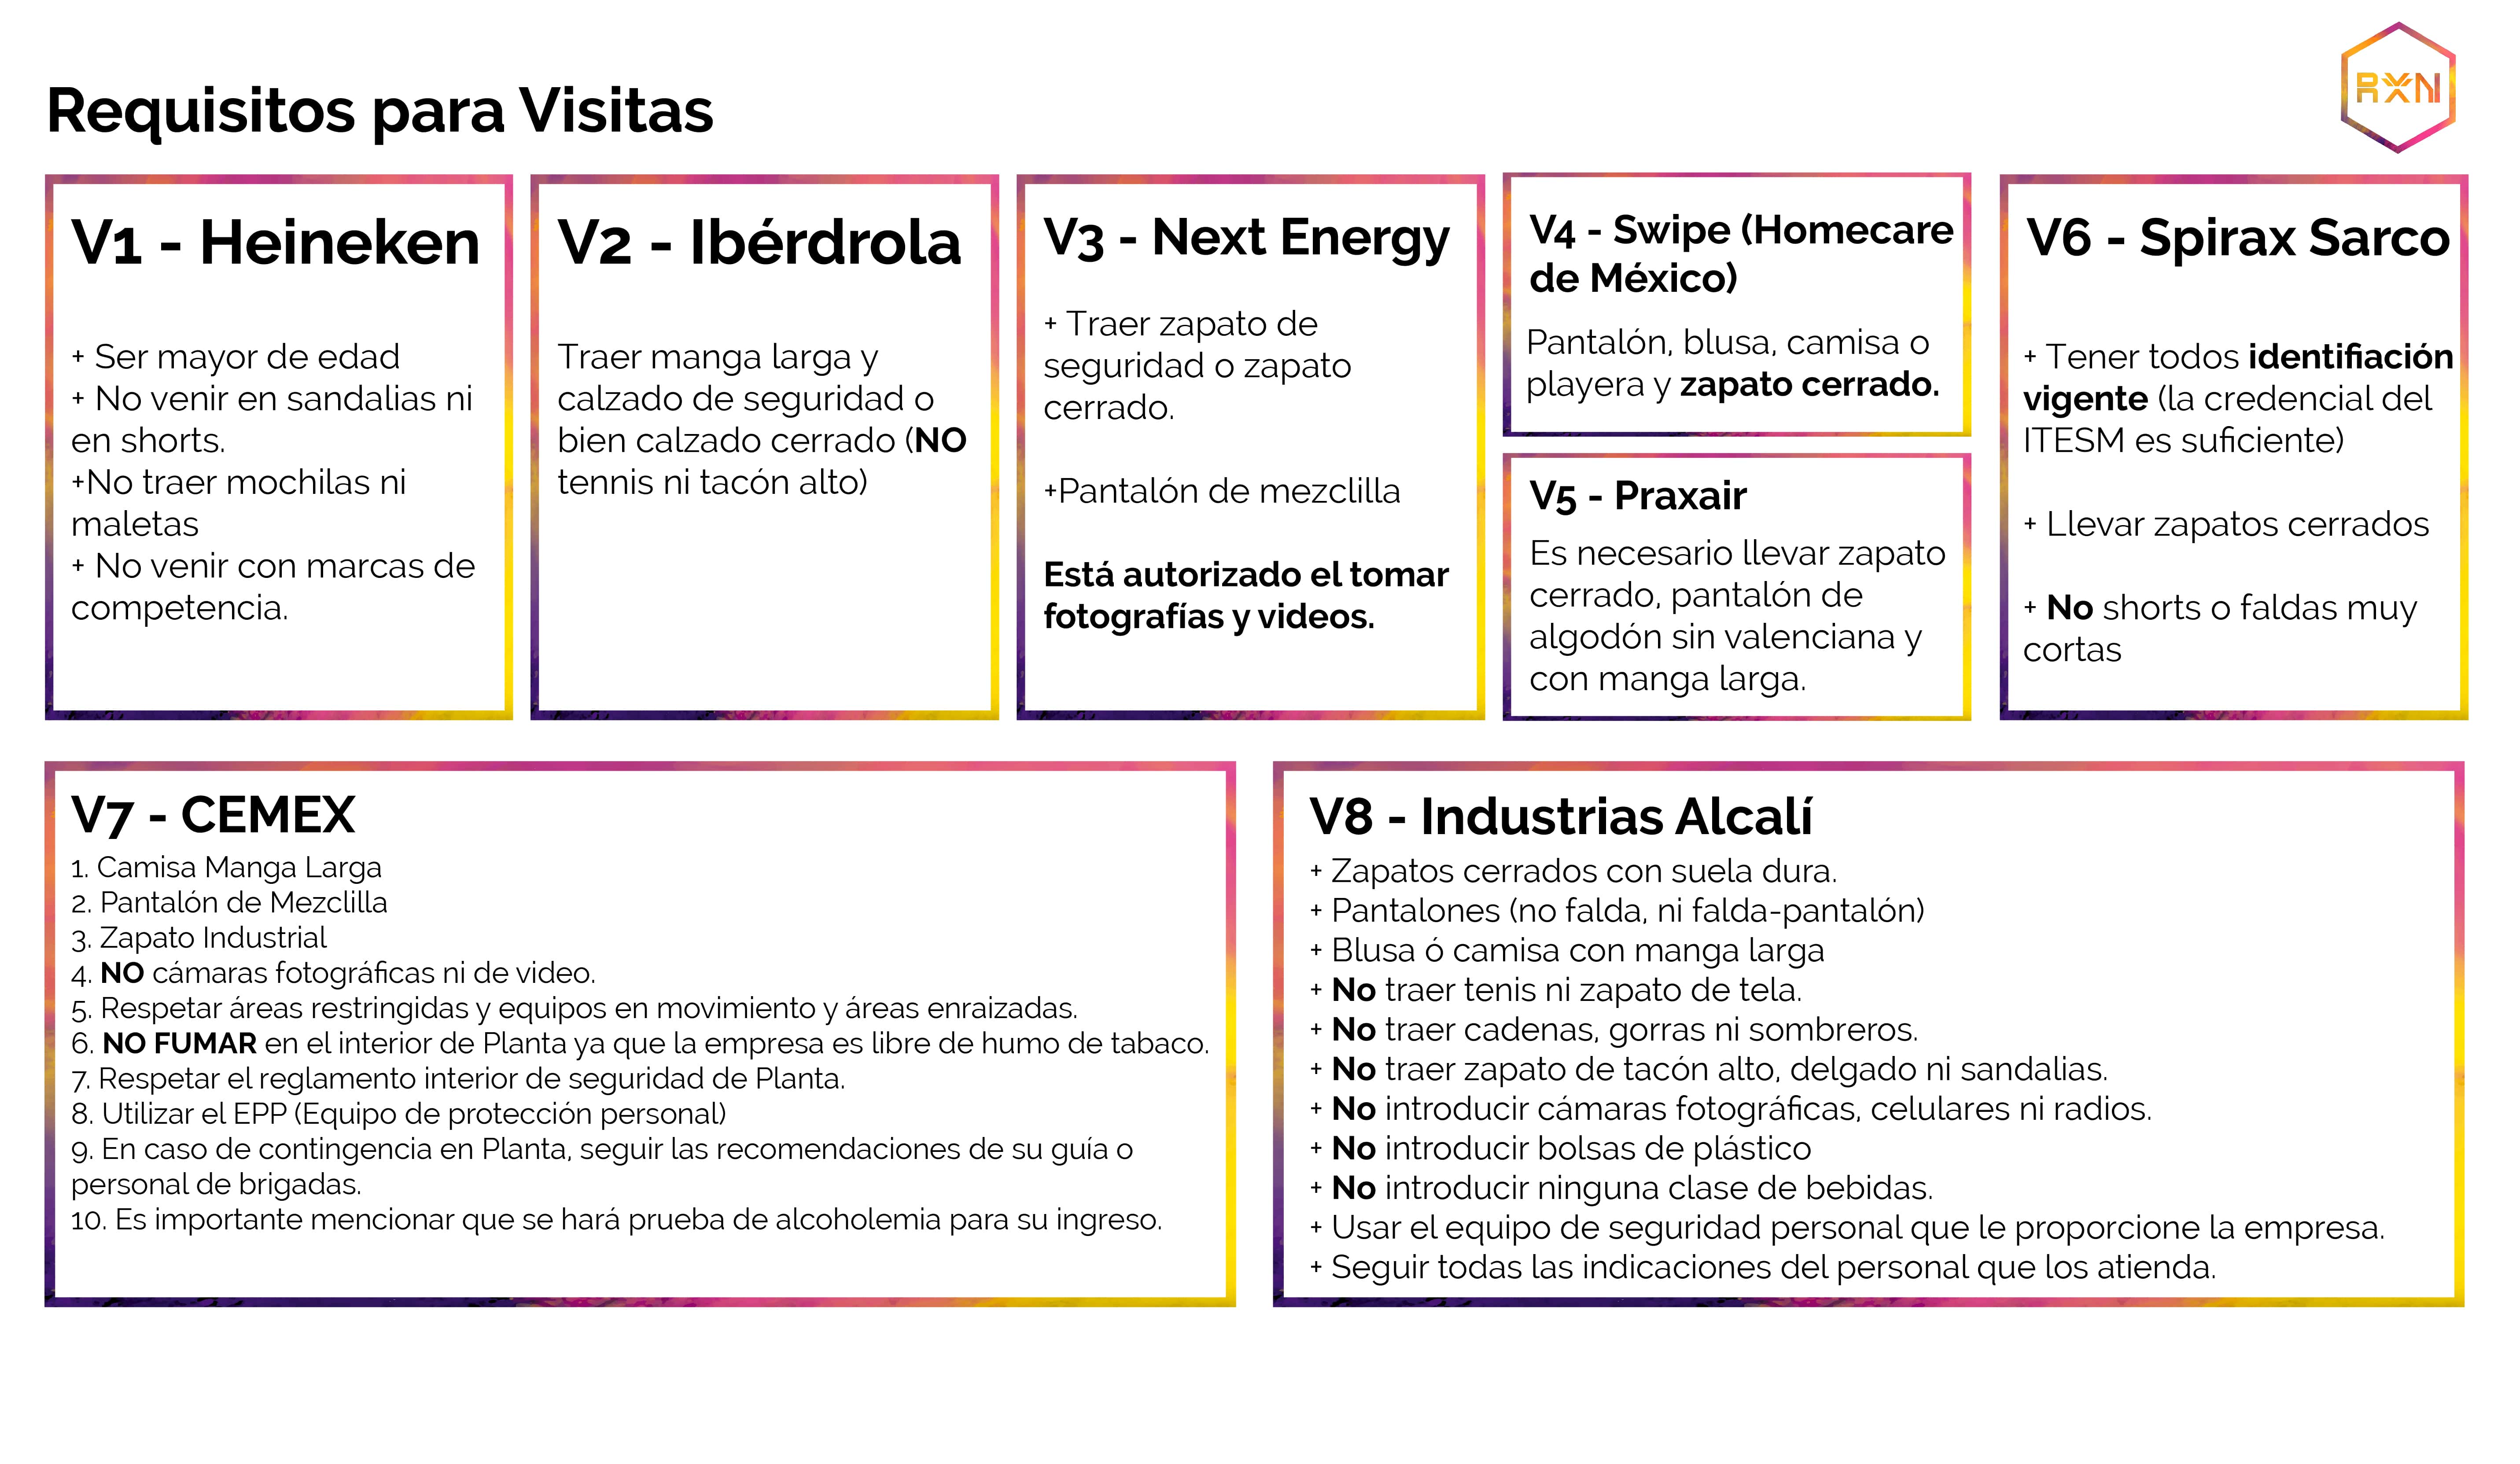 RXN
Requisitos para Visitas
V1 - Heineken
+ Ser mayor de edad
+ No venir en sandalias ni
en shorts.
+No traer mochilas ni
maletas
+ No venir con marcas de
competencia.
V2 - Ibérdrola
Traer manga larga y
calzado de seguridad o
bien calzado cerrado (NO
tennis ni tacón alto)
V3 - Next Energy
+ Traer zapato de
seguridad o zapato
cerrado.
+Pantalón de mezclilla
Está autorizado el tomar
fotografías y videos.
V4 - Swipe (Homecare
de México)
Pantalón, blusa, camisa o
playera y zapato cerrado.
V5 - Praxair
Es necesario llevar zapato
cerrado, pantalón de
algodón sin valenciana y
con manga larga.
V6 - Spirax Sarco
+ Tener todos identifiación
vigente (la credencial del
ITESM es suficiente)
+ Llevar zapatos cerrados
+ No shorts o faldas muy
cortas
V7 - CEMEX
1. Camisa Manga Larga
2. Pantalón de Mezclilla
3. Zapato Industrial
4. NO cámaras fotográficas ni de video.
5. Respetar áreas restringidas y equipos en movimiento y áreas enraizadas.
6. NO FUMAR en el interior de Planta ya que la empresa es libre de humo de tabaco.
7. Respetar el reglamento interior de seguridad de Planta.
8. Utilizar el EPP (Equipo de protección personal)
9. En caso de contingencia en Planta, seguir las recomendaciones de su guía o
personal de brigadas.
10. Es importante mencionar que se hará prueba de alcoholemia para su ingreso.
V8 - Industrias Alcalí
+ Zapatos cerrados con suela dura.
+ Pantalones (no falda, ni falda-pantalón)
+ Blusa ó camisa con manga larga
+ No traer tenis ni zapato de tela.
+ No traer cadenas, gorras ni sombreros.
+ No traer zapato de tacón alto, delgado ni sandalias.
+ No introducir cámaras fotográficas, celulares ni radios.
+ No introducir bolsas de plástico
+ No introducir ninguna clase de bebidas.
+ Usar el equipo de seguridad personal que le proporcione la empresa.
+ Seguir todas las indicaciones del personal que los atienda.